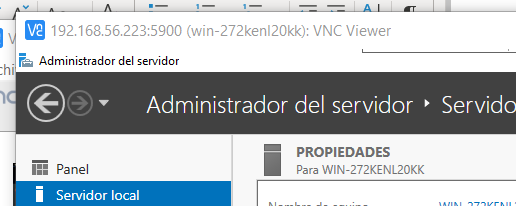 192.168.56.223:5900 (win-272kenl20kk): VNC Viewer
Administrador del servidor
Administrador del servidor ‣ Servido
Panel
Servidor local
PROPIEDADES
Para WIN-272KENL20KK